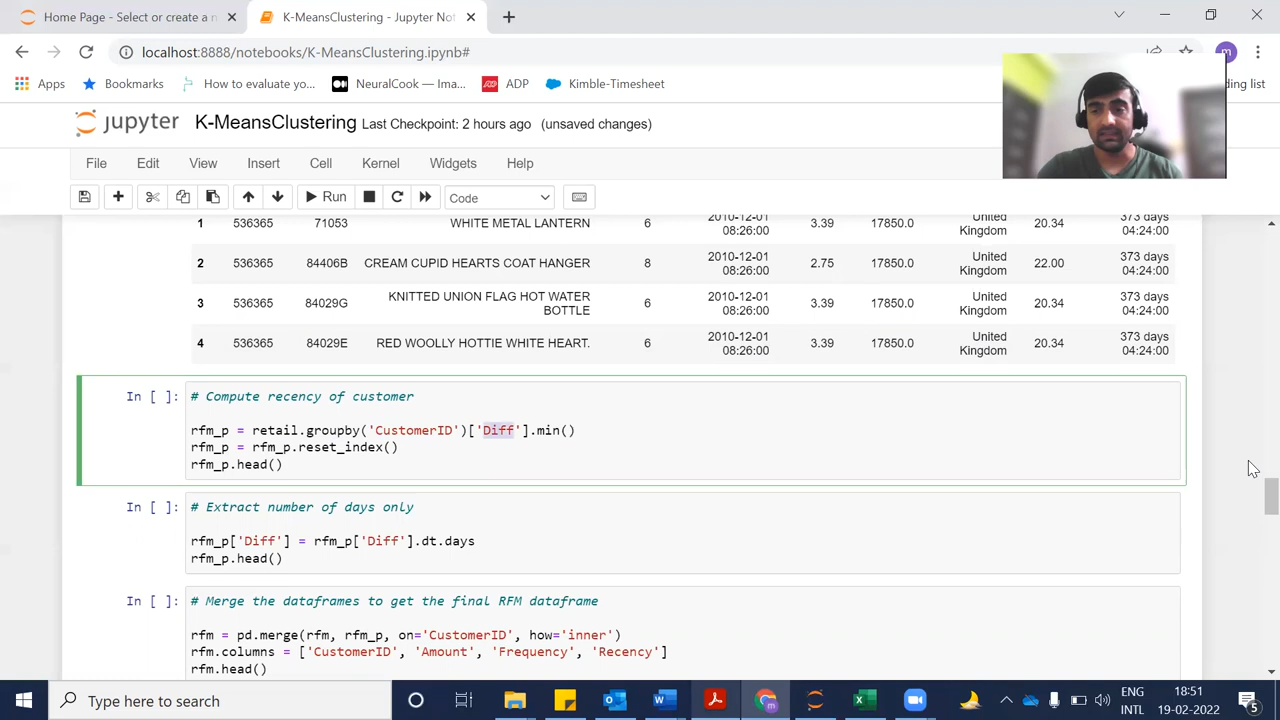 Home Page - Select or create a n
K-MeansClustering - Jupyter Not
localhost:8888/notebooks/K-MeansClustering.ipynb#
m
Apps
Bookmarks
How to evaluate yo...
NeuralCook — Ima...
ADP
Kimble-Timesheet
ding list
jupyter
K-MeansClustering Last Checkpoint: 2 hours ago (unsaved changes)
File Edit View Insert Cell Kernel Widgets Help
Run
Code
1 536365 71053 WHITE METAL LANTERN 6 2010-12-01 08:26:00 3.39 17850.0 United Kingdom 20.34 373 days 04:24:00
2 536365 84406B CREAM CUPID HEARTS COAT HANGER 8 2010-12-01 08:26:00 2.75 17850.0 United Kingdom 22.00 373 days 04:24:00
3 536365 84029G KNITTED UNION FLAG HOT WATER BOTTLE 6 2010-12-01 08:26:00 3.39 17850.0 United Kingdom 20.34 373 days 04:24:00
4 536365 84029E RED WOOLLY HOTTIE WHITE HEART. 6 2010-12-01 08:26:00 3.39 17850.0 United Kingdom 20.34 373 days 04:24:00
In [ ]: # Compute recency of customer
rfm_p = retail.groupby('CustomerID')['Diff'].min()
rfm_p = rfm_p.reset_index()
rfm_p.head()
In [ ]: # Extract number of days only
rfm_p['Diff'] = rfm_p['Diff'].dt.days
rfm_p.head()
In [ ]: # Merge the dataframes to get the final RFM dataframe
rfm = pd.merge(rfm, rfm_p, on='CustomerID', how='inner')
rfm.columns = ['CustomerID', 'Amount', 'Frequency', 'Recency']
rfm.head()
Type here to search
ENG
INTL
18:51
19-02-2022
5